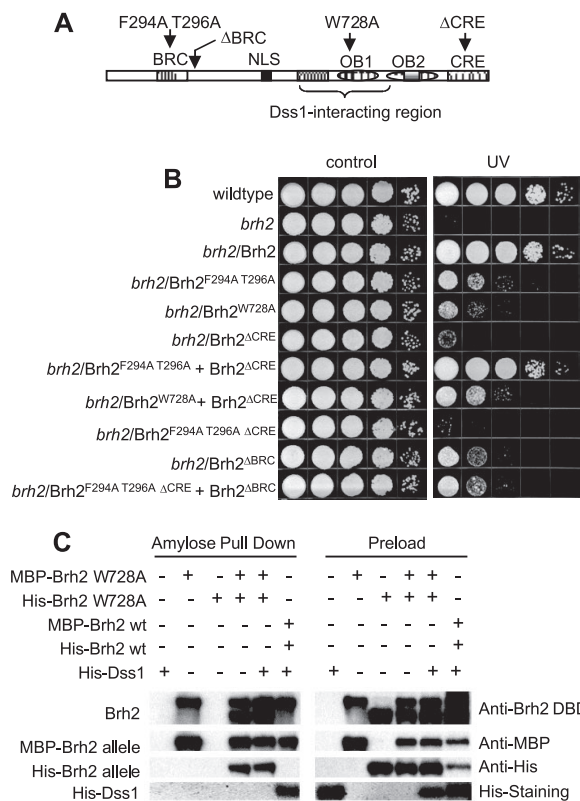 A
F294A T296A
ΔBRC
W728A
ΔCRE
BRC
NLS
OB1
OB2
CRE
Dss1-interacting region
B
control
UV
wildtype
brh2
brh2/Brh2
brh2/Brh2F294A T296A
brh2/Brh2W728A
brh2/Brh2ΔCRE
brh2/Brh2F294A T296A + Brh2ΔCRE
brh2/Brh2W728A + Brh2ΔCRE
brh2/Brh2F294A T296A ΔCRE
brh2/Brh2ΔBRC
brh2/Brh2F294A T296A ΔCRE + Brh2ΔBRC
C
Amylose Pull Down
Preload
MBP-Brh2 W728A - + - + + - - + - + + -
His-Brh2 W728A - - + + + - - - + + + -
MBP-Brh2 wt - - - - - + - - - - - +
His-Brh2 wt - - - - - + - - - - - +
His-Dss1 + - - - + + + - - - + +
Brh2
Anti-Brh2 DBD
MBP-Brh2 allele
Anti-MBP
His-Brh2 allele
Anti-His
His-Dss1
His-Staining